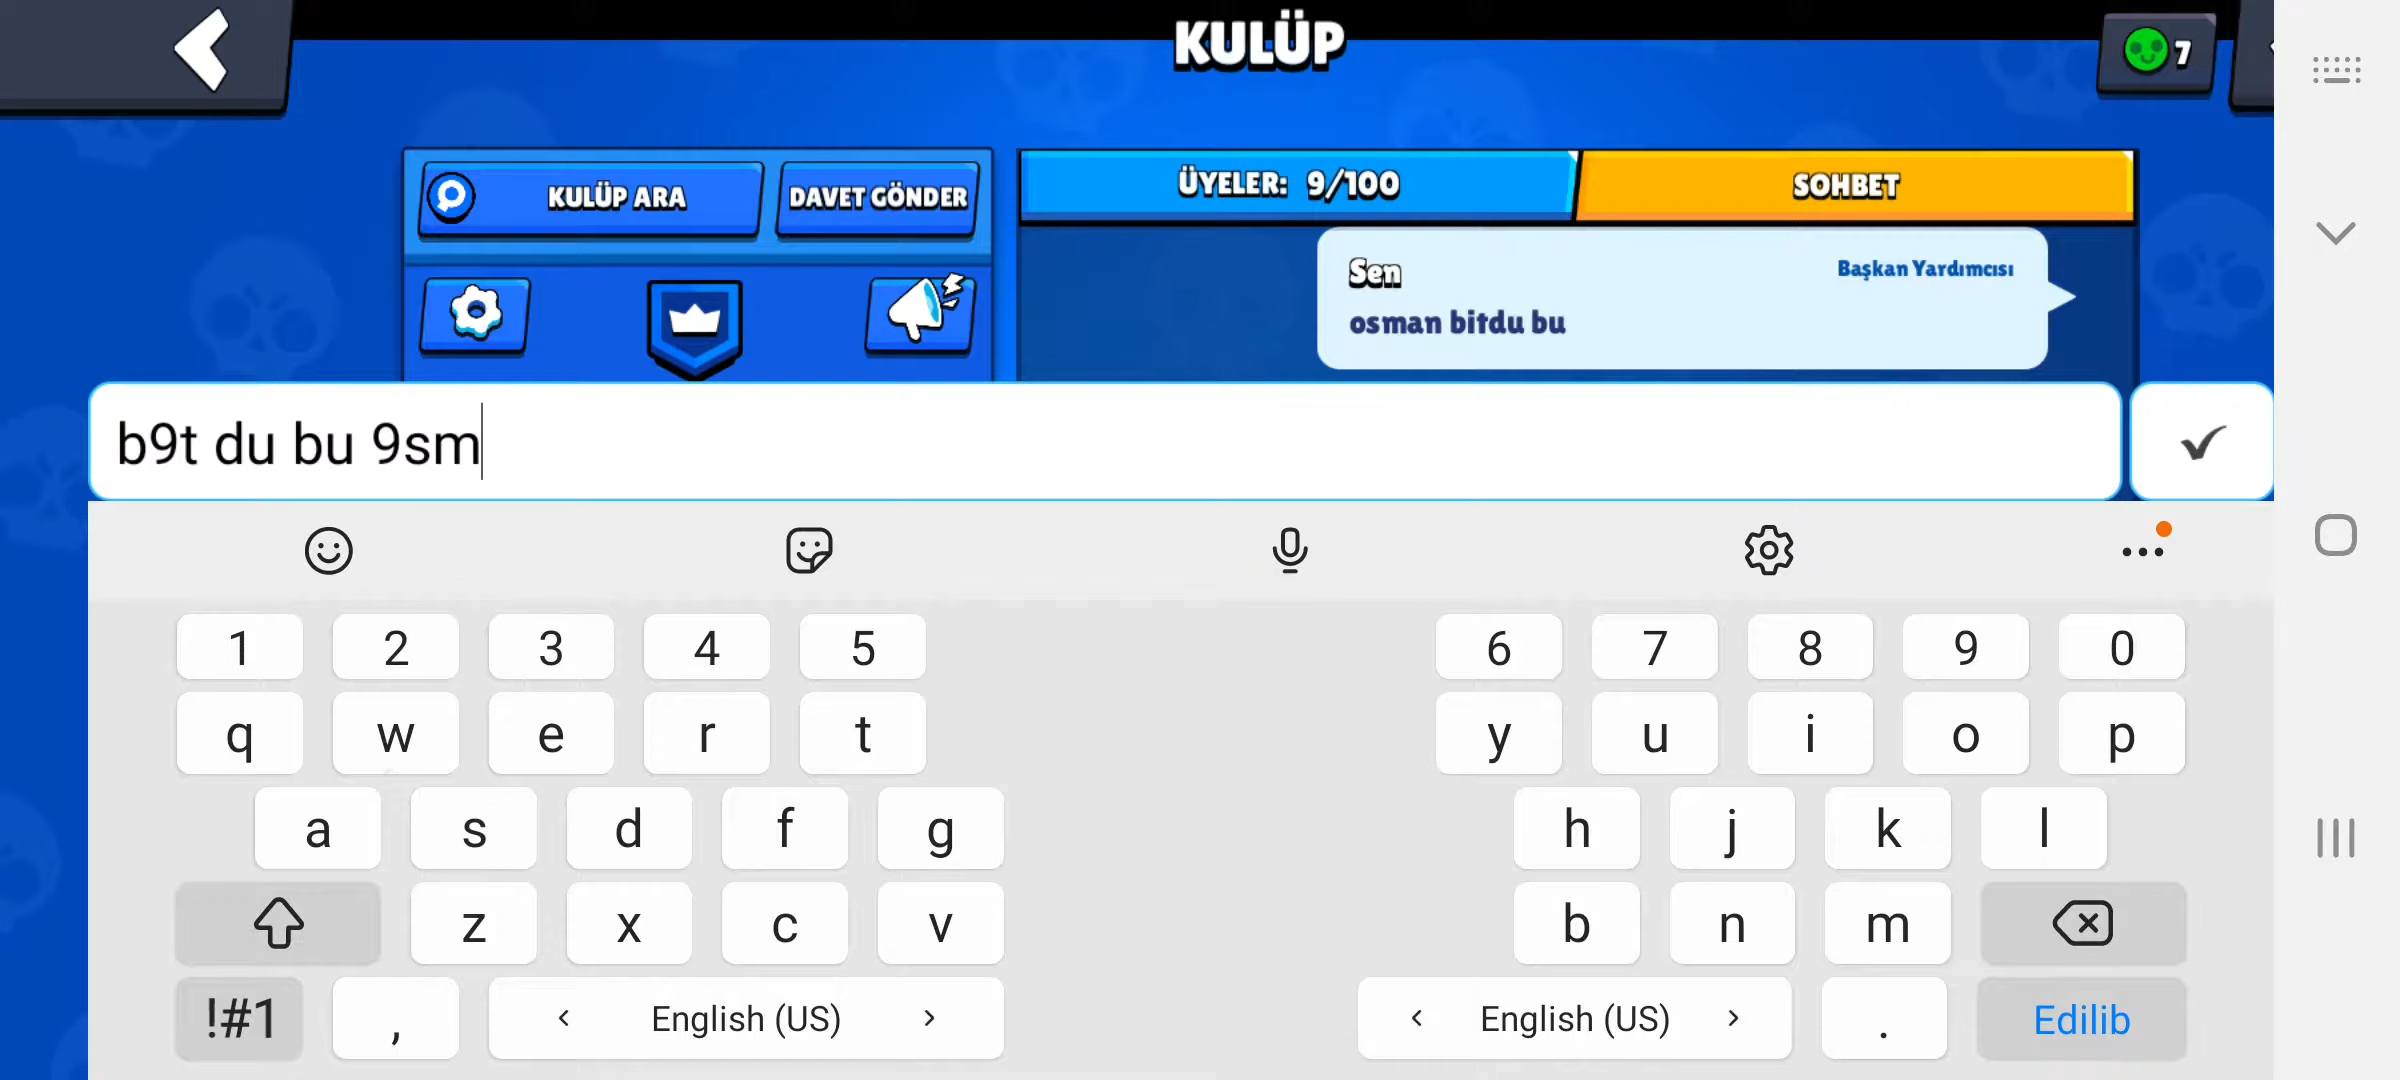 KULÜP
7
KULÜP ARA
DAVET GÖNDER
ÜYELER: 9/100
SOHBET
Sen
Başkan Yardımcısı
osman bitdu bu
b9t du bu 9sm
1 2 3 4 5 6 7 8 9 0
q w e r t y u i o p
a s d f g h j k l
z x c v b n m
!#1 , < English (US) > < English (US) > . Edilib